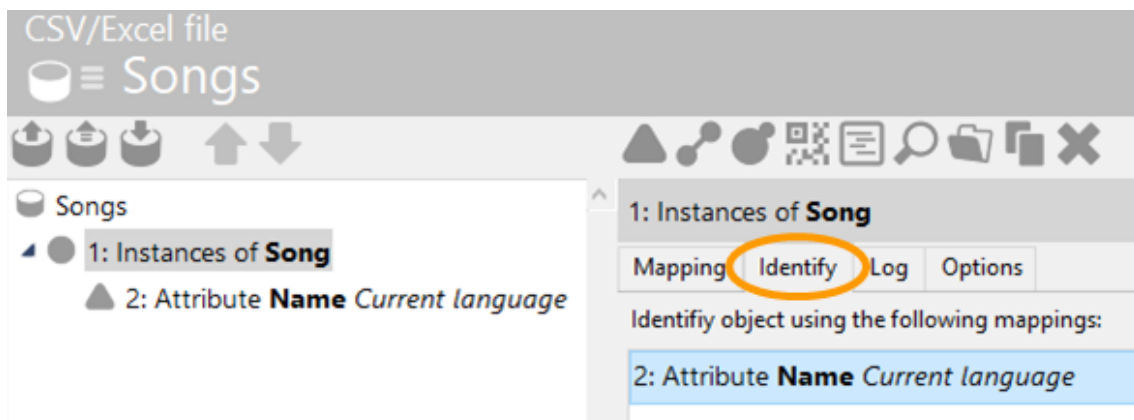 CSV/Excel file
Songs
Songs
1: Instances of Song
2: Attribute Name Current language
1: Instances of Song
Mapping Identify Log Options
Identifiy object using the following mappings:
2: Attribute Name Current language